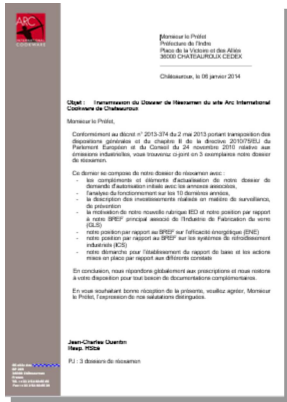 ARC
INTERNATIONAL
COOKWARE
Monsieur le Préfet
Préfecture de l'Indre
Place de la Victoire et des Alliés
36000 CHATEAUROUX CEDEX
Châteauroux, le 06 janvier 2014
Objet : Transmission du Dossier de Réexamen du site Arc International
Cookware de Chateauroux
Monsieur le Préfet,
Conformément au décret n° 2013-374 du 2 mai 2013 portant transposition des
dispositions générales et du chapitre II de la directive 2010/75/EU du
Parlement Européen et du Conseil du 24 novembre 2010 relative aux
émissions industrielles, vous trouverez ci-joint en 3 exemplaires notre dossier
de réexamen.
Ce dernier se compose de notre dossier de réexamen avec :
- les compléments et éléments d'actualisation de notre dossier de
demande d'autorisation initiale avec les annexes associées,
- l'analyse du fonctionnement sur les 10 dernières années,
- la description des investissements réalisés en matière de surveillance,
de prévention
- la motivation de notre nouvelle rubrique IED et notre position par rapport
à notre BREF principal associé de l'Industrie de Fabrication du verre
(GLS)
- notre position par rapport au BREF sur l'efficacité énergétique (ENE)
- notre position par rapport au BREF sur les systèmes de refroidissement
industriels (ICS)
- notre démarche pour l'établissement du rapport de base et les actions
mises en place par rapport aux différents constats
En conclusion, nous répondons globalement aux prescriptions et nous restons
à votre disposition pour tout besoin de documentations complémentaires.
En vous souhaitant bonne réception de la présente, veuillez agréer, Monsieur
le Préfet, l'expression de nos salutations distinguées.
Jean-Charles Quentin
Resp. HSbé
PJ : 3 dossiers de réexamen